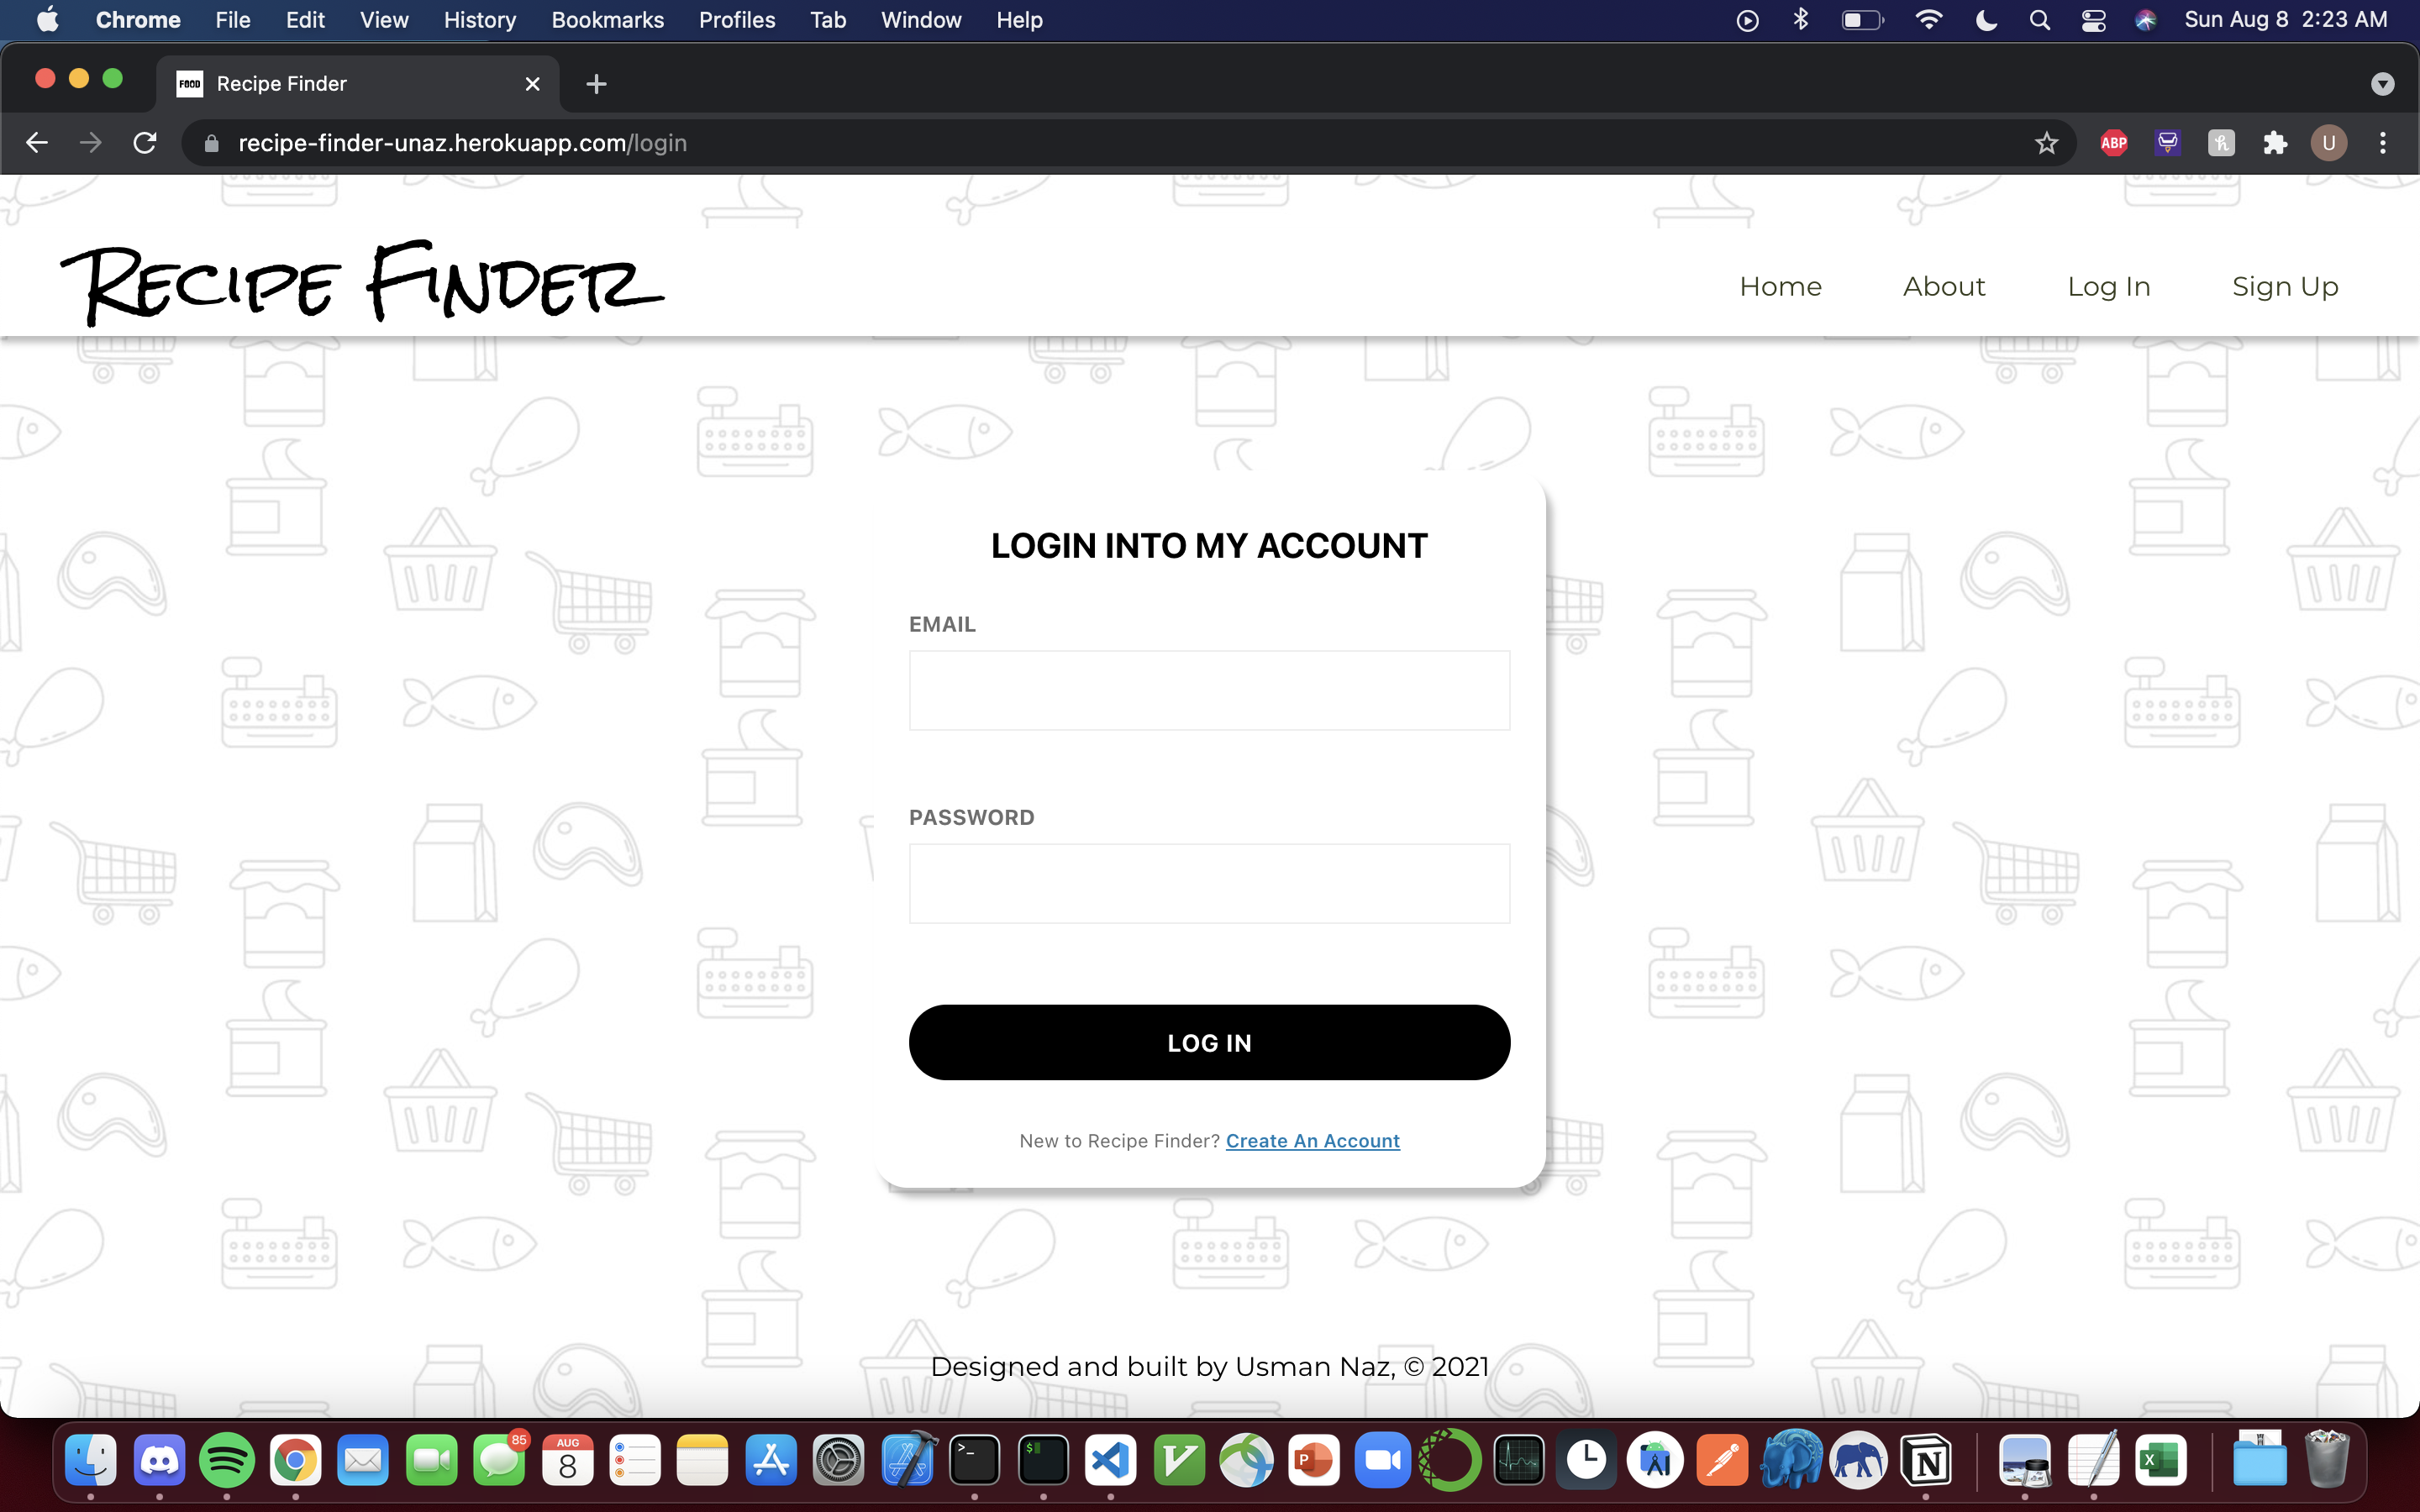 Chrome File Edit View History Bookmarks Profiles Tab Window Help Sun Aug 8 2:23 AM
FOOD Recipe Finder
recipe-finder-unaz.herokuapp.com/login ABP h U
RECIPE FINDER
Home About Log In Sign Up
LOGIN INTO MY ACCOUNT
EMAIL
PASSWORD
LOG IN
New to Recipe Finder? Create An Account
Designed and built by Usman Naz, © 2021
85
AUG
8
>_
$
P
N
X